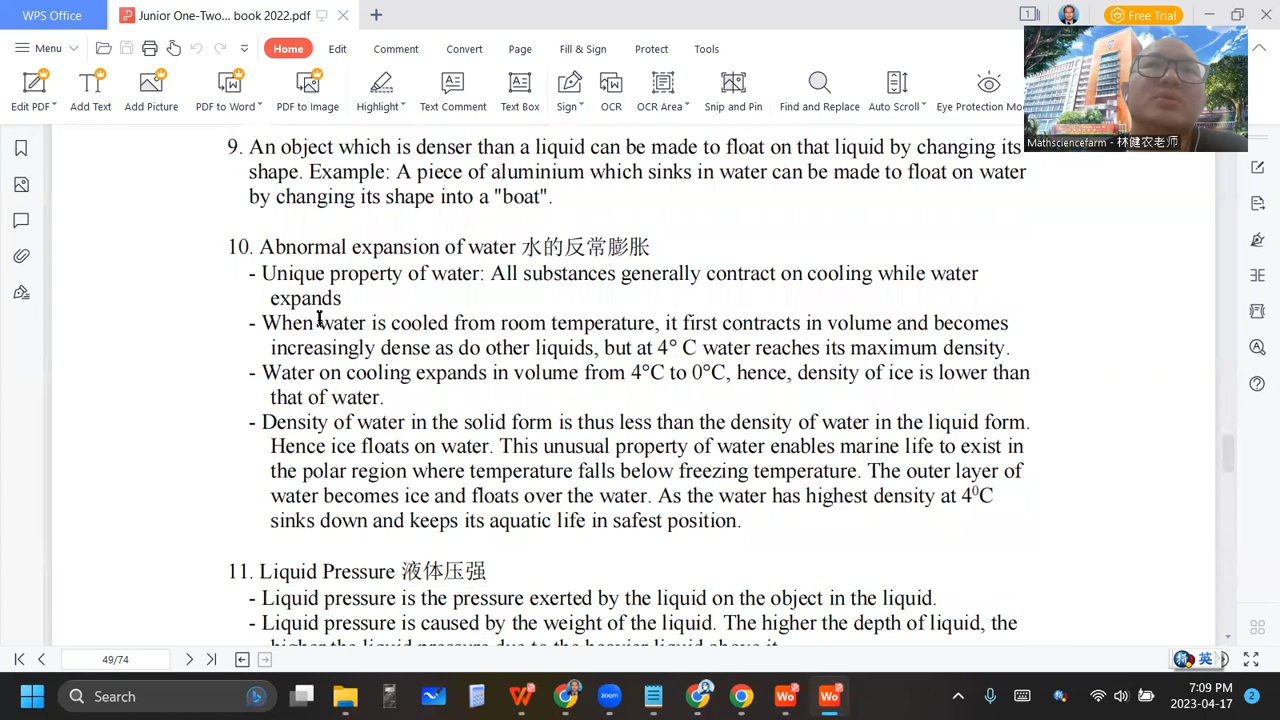 WPS Office
Junior One-Two... book 2022.pdf
1
Free Trial
Menu
Home
Edit
Comment
Convert
Page
Fill & Sign
Protect
Tools
Edit PDF
Add Text
Add Picture
PDF to Word
PDF to Image
Highlight
Text Comment
Text Box
Sign
OCR
OCR Area
Snip and Pin
Find and Replace
Auto Scroll
Eye Protection Mo
Mathsciencefarm - 林健农老师
9. An object which is denser than a liquid can be made to float on that liquid by changing its
shape. Example: A piece of aluminium which sinks in water can be made to float on water
by changing its shape into a "boat".
10. Abnormal expansion of water 水的反常膨胀
- Unique property of water: All substances generally contract on cooling while water
expands
- When water is cooled from room temperature, it first contracts in volume and becomes
increasingly dense as do other liquids, but at 4° C water reaches its maximum density.
- Water on cooling expands in volume from 4°C to 0°C, hence, density of ice is lower than
that of water.
- Density of water in the solid form is thus less than the density of water in the liquid form.
Hence ice floats on water. This unusual property of water enables marine life to exist in
the polar region where temperature falls below freezing temperature. The outer layer of
water becomes ice and floats over the water. As the water has highest density at 4⁰C
sinks down and keeps its aquatic life in safest position.
11. Liquid Pressure 液体压强
- Liquid pressure is the pressure exerted by the liquid on the object in the liquid.
- Liquid pressure is caused by the weight of the liquid. The higher the depth of liquid, the
higher the liquid pressure due to the heavier liquid above it.
49/74
英
Search
7:09 PM
2023-04-17
2